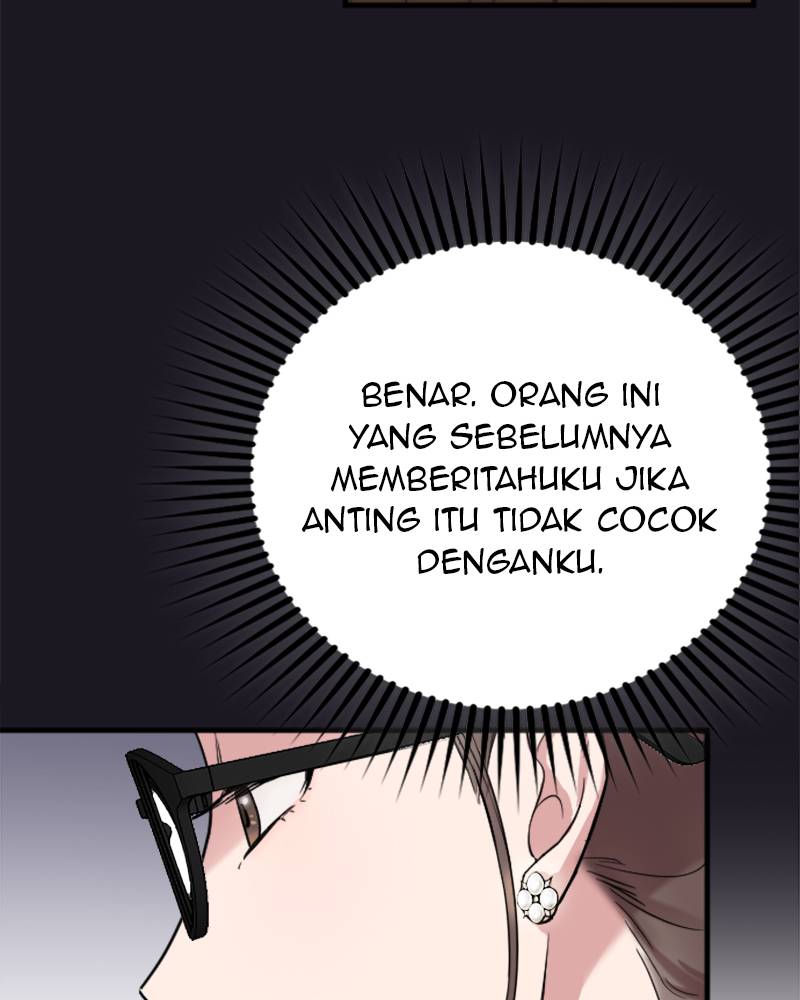 BENAR. ORANG INI
YANG SEBELUMNYA
MEMBERITAHUKU JIKA
ANTING ITU TIDAK COCOK
DENGANKU.